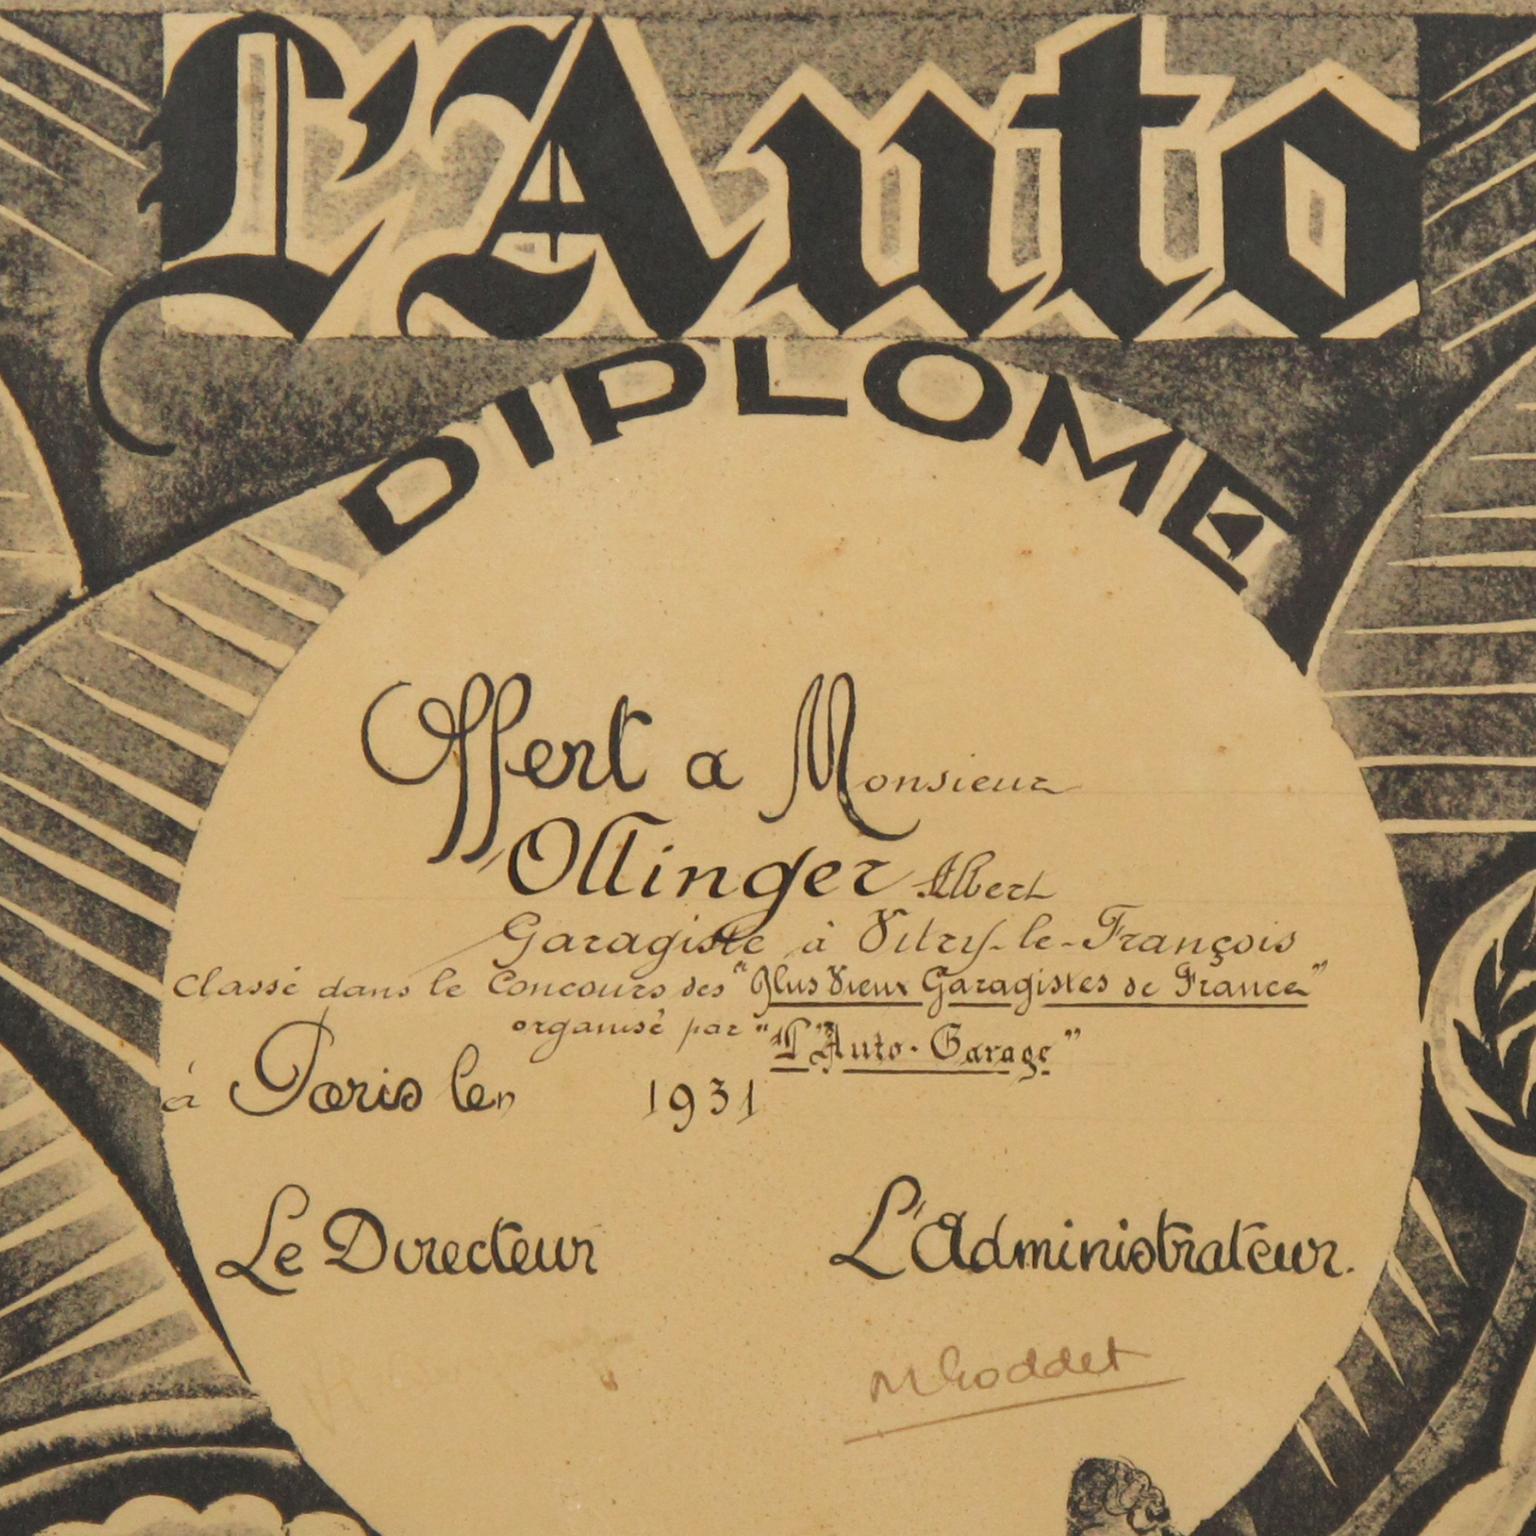 L'Auto
DIPLOME
Offert a Monsieur
Ollinger Albert
Garagiste à Vitry-le-François
Classé dans le Concours des "Plus Vieux Garagistes de France"
organisé par "L'Auto-Garage"
à Paris le 1931
Le Directeur L'Administrateur.